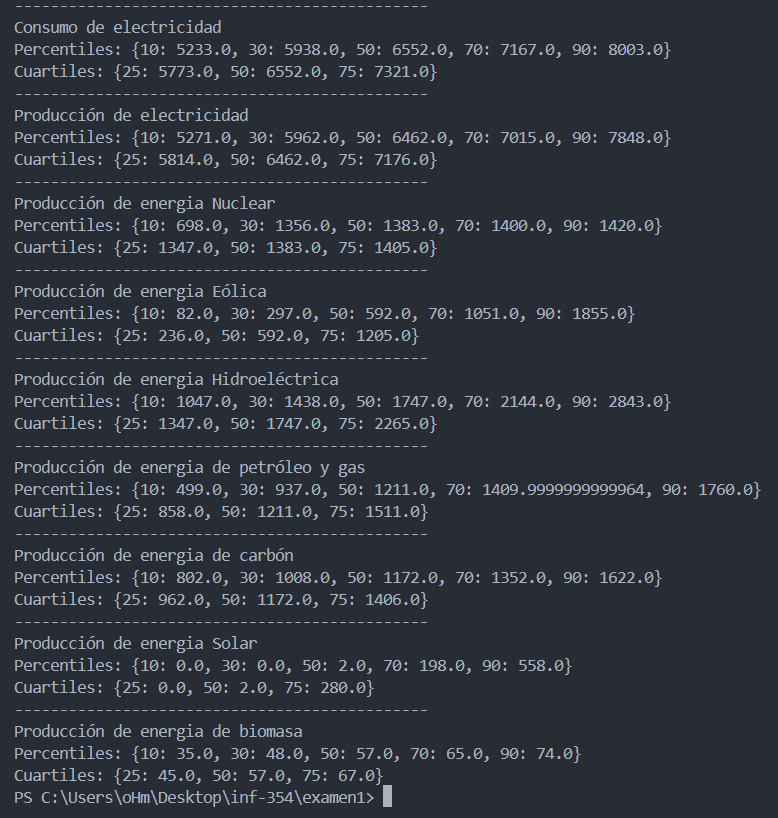 ----------------------------------------------
Consumo de electricidad
Percentiles: {10: 5233.0, 30: 5938.0, 50: 6552.0, 70: 7167.0, 90: 8003.0}
Cuartiles: {25: 5773.0, 50: 6552.0, 75: 7321.0}
----------------------------------------------
Producción de electricidad
Percentiles: {10: 5271.0, 30: 5962.0, 50: 6462.0, 70: 7015.0, 90: 7848.0}
Cuartiles: {25: 5814.0, 50: 6462.0, 75: 7176.0}
----------------------------------------------
Producción de energia Nuclear
Percentiles: {10: 698.0, 30: 1356.0, 50: 1383.0, 70: 1400.0, 90: 1420.0}
Cuartiles: {25: 1347.0, 50: 1383.0, 75: 1405.0}
----------------------------------------------
Producción de energia Eólica
Percentiles: {10: 82.0, 30: 297.0, 50: 592.0, 70: 1051.0, 90: 1855.0}
Cuartiles: {25: 236.0, 50: 592.0, 75: 1205.0}
----------------------------------------------
Producción de energia Hidroeléctrica
Percentiles: {10: 1047.0, 30: 1438.0, 50: 1747.0, 70: 2144.0, 90: 2843.0}
Cuartiles: {25: 1347.0, 50: 1747.0, 75: 2265.0}
----------------------------------------------
Producción de energia de petróleo y gas
Percentiles: {10: 499.0, 30: 937.0, 50: 1211.0, 70: 1409.9999999999964, 90: 1760.0}
Cuartiles: {25: 858.0, 50: 1211.0, 75: 1511.0}
----------------------------------------------
Producción de energia de carbón
Percentiles: {10: 802.0, 30: 1008.0, 50: 1172.0, 70: 1352.0, 90: 1622.0}
Cuartiles: {25: 962.0, 50: 1172.0, 75: 1406.0}
----------------------------------------------
Producción de energia Solar
Percentiles: {10: 0.0, 30: 0.0, 50: 2.0, 70: 198.0, 90: 558.0}
Cuartiles: {25: 0.0, 50: 2.0, 75: 280.0}
----------------------------------------------
Producción de energia de biomasa
Percentiles: {10: 35.0, 30: 48.0, 50: 57.0, 70: 65.0, 90: 74.0}
Cuartiles: {25: 45.0, 50: 57.0, 75: 67.0}
PS C:\Users\oHm\Desktop\inf-354\examen1>